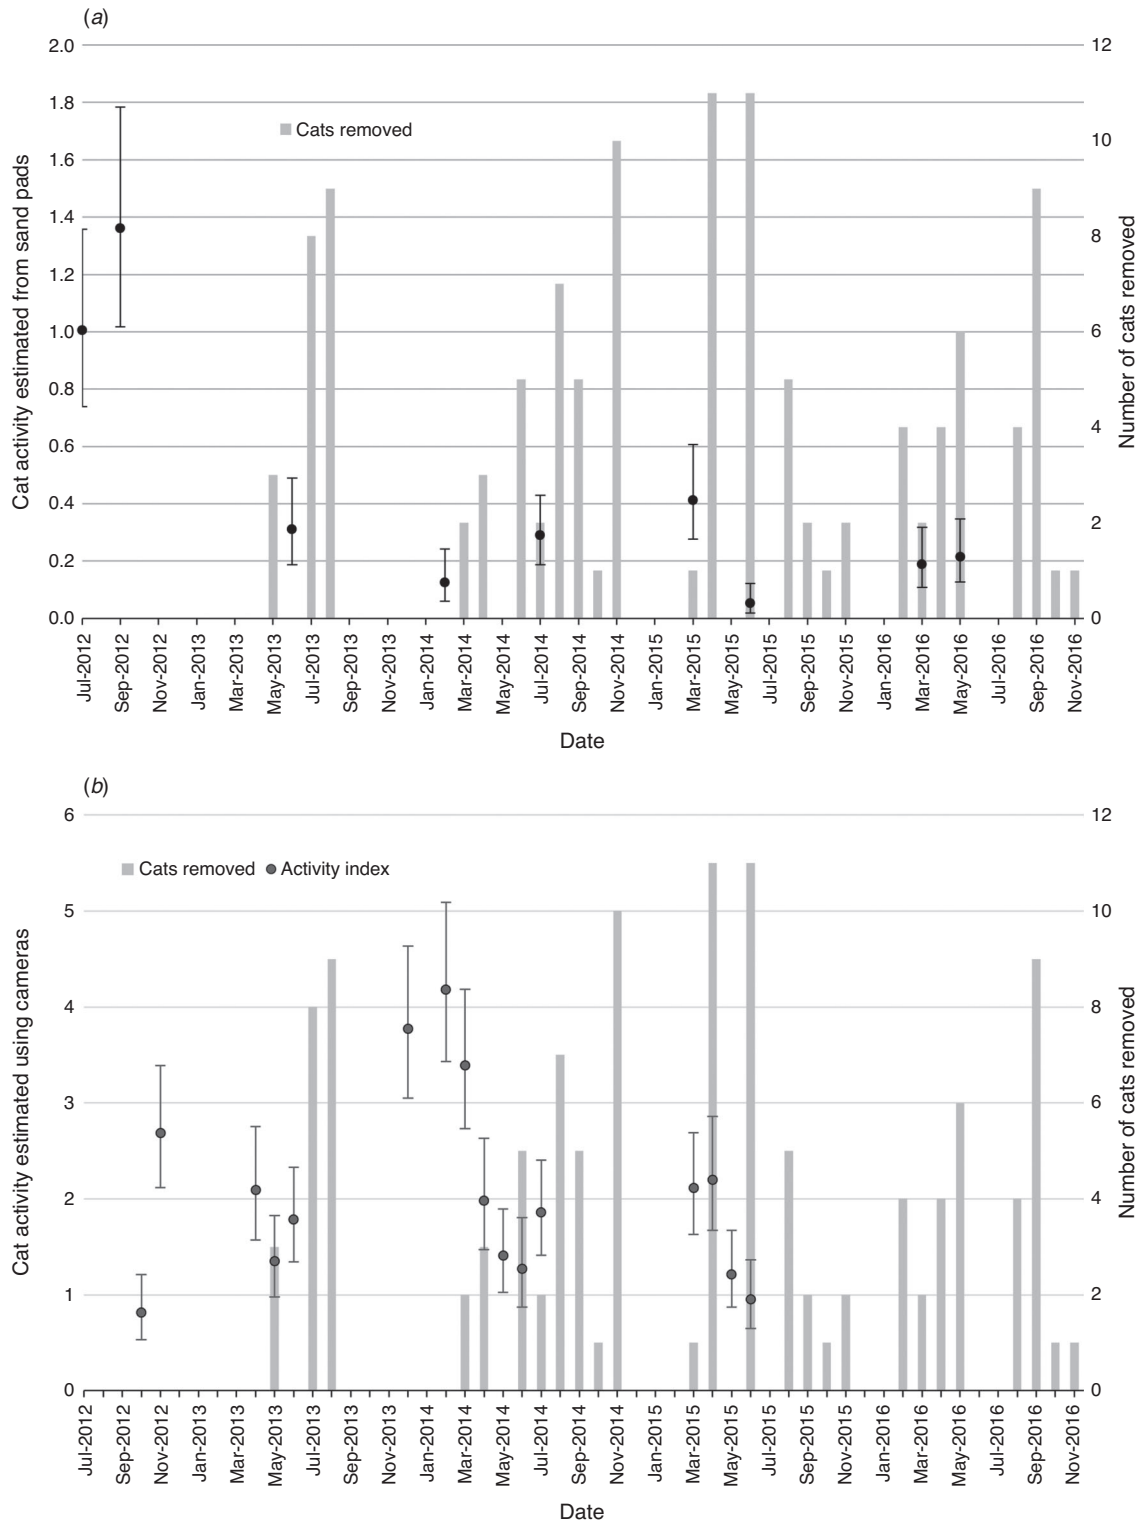 (a)
2.0
1.8
1.6
1.4
1.2
1.0
0.8
0.6
0.4
0.2
0.0
Cat activity estimated from sand pads
Cats removed
12
10
8
6
4
2
0
Number of cats removed
Jul-2012
Sep-2012
Nov-2012
Jan-2013
Mar-2013
May-2013
Jul-2013
Sep-2013
Nov-2013
Jan-2014
Mar-2014
May-2014
Jul-2014
Sep-2014
Nov-2014
Jan-2015
Mar-2015
May-2015
Jul-2015
Sep-2015
Nov-2015
Jan-2016
Mar-2016
May-2016
Jul-2016
Sep-2016
Nov-2016
Date
(b)
6
5
4
3
2
1
0
Cat activity estimated using cameras
Cats removed Activity index
12
10
8
6
4
2
0
Number of cats removed
Jul-2012
Sep-2012
Nov-2012
Jan-2013
Mar-2013
May-2013
Jul-2013
Sep-2013
Nov-2013
Jan-2014
Mar-2014
May-2014
Jul-2014
Sep-2014
Nov-2014
Jan-2015
Mar-2015
May-2015
Jul-2015
Sep-2015
Nov-2015
Jan-2016
Mar-2016
May-2016
Jul-2016
Sep-2016
Nov-2016
Date